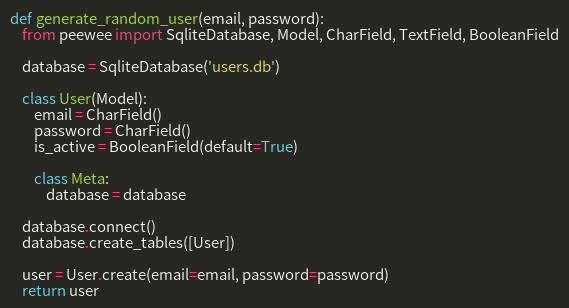 def generate_random_user(email, password):
    from peewee import SqliteDatabase, Model, CharField, TextField, BooleanField

    database = SqliteDatabase('users.db')

    class User(Model):
        email = CharField()
        password = CharField()
        is_active = BooleanField(default=True)

        class Meta:
            database = database

    database.connect()
    database.create_tables([User])

    user = User.create(email=email, password=password)
    return user